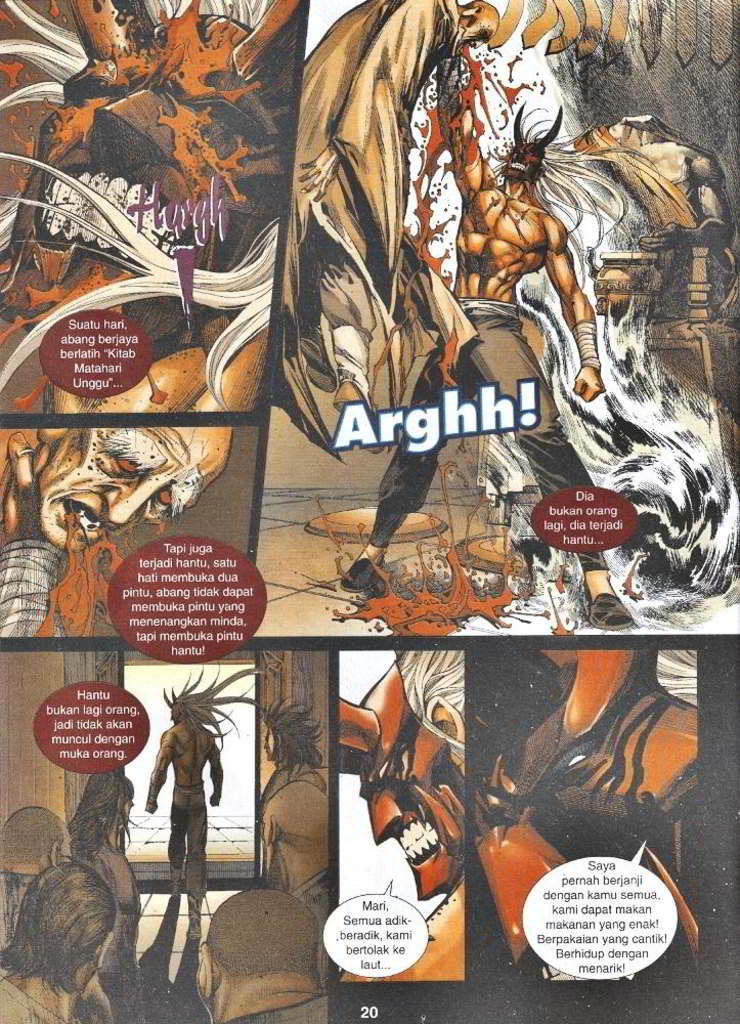 Hurgh!
Suatu hari,
abang berjaya
berlatih "Kitab
Matahari
Unggu"...
Arghh!
Dia
bukan orang
lagi, dia terjadi
hantu...
Tapi juga
terjadi hantu, satu
hati membuka dua
pintu, abang tidak dapat
membuka pintu yang
menenangkan minda,
tapi membuka pintu
hantu!
Hantu
bukan lagi orang,
jadi tidak akan
muncul dengan
muka orang.
Mari,
Semua adik-
beradik, kami
bertolak ke
laut...
Saya
pernah berjanji
dengan kamu semua,
kami dapat makan
makanan yang enak!
Berpakaian yang cantik!
Berhidup dengan
menarik!
20